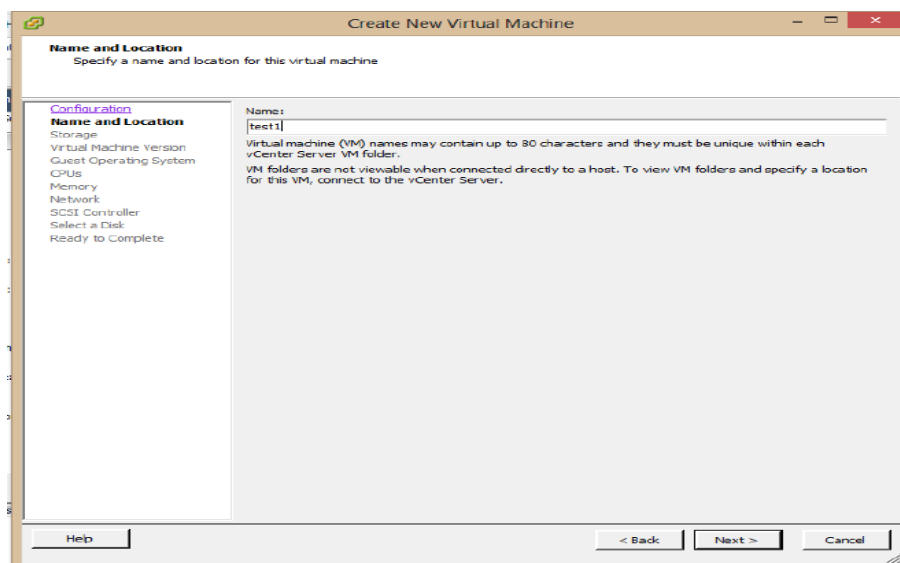 Create New Virtual Machine
Name and Location
Specify a name and location for this virtual machine
Configuration
Name and Location
Storage
Virtual Machine Version
Guest Operating System
CPUs
Memory
Network
SCSI Controller
Select a Disk
Ready to Complete
Name:
test1
Virtual machine (VM) names may contain up to 80 characters and they must be unique within each
vCenter Server VM folder.
VM folders are not viewable when connected directly to a host. To view VM folders and specify a location
for this VM, connect to the vCenter Server.
Help
< Back
Next >
Cancel